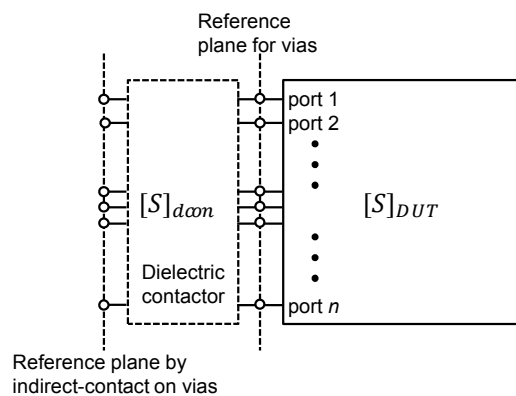 Reference
plane for vias
port 1
port 2
[S]dcon
[S]DUT
Dielectric
contactor
port n
Reference plane by
indirect-contact on vias